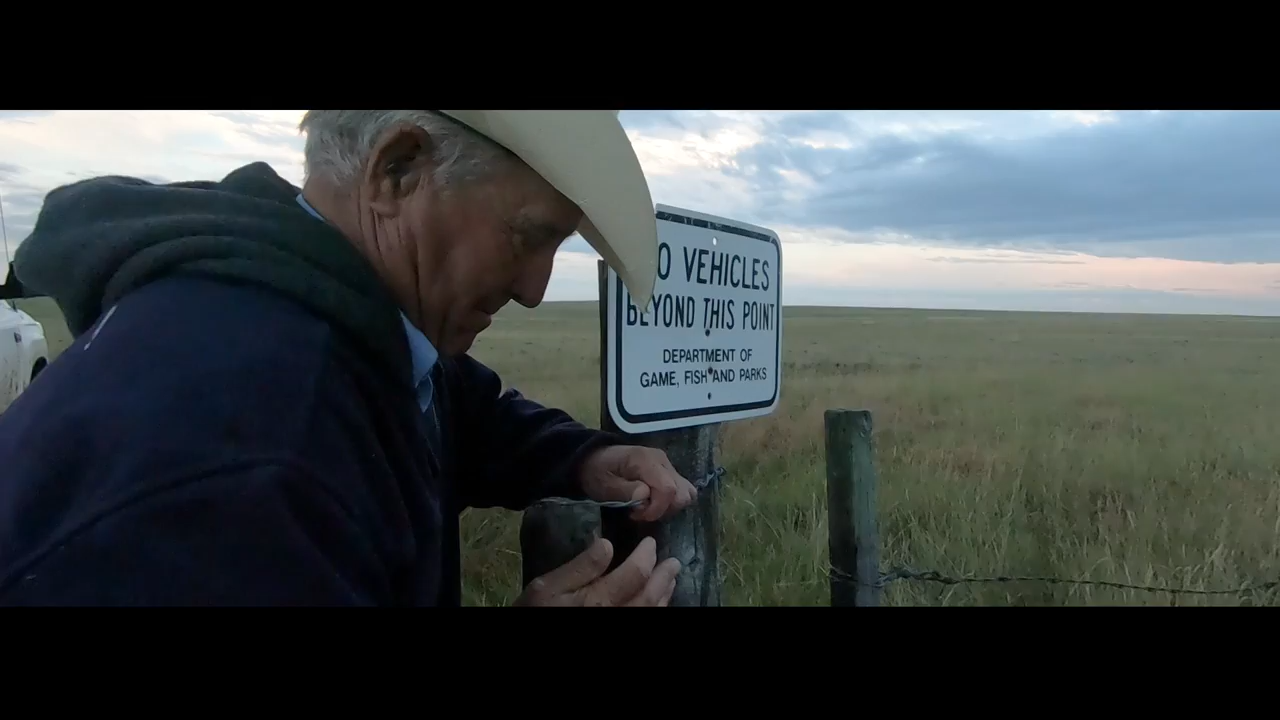 O VEHICLES
BEYOND THIS POINT
DEPARTMENT OF
GAME, FISH AND PARKS